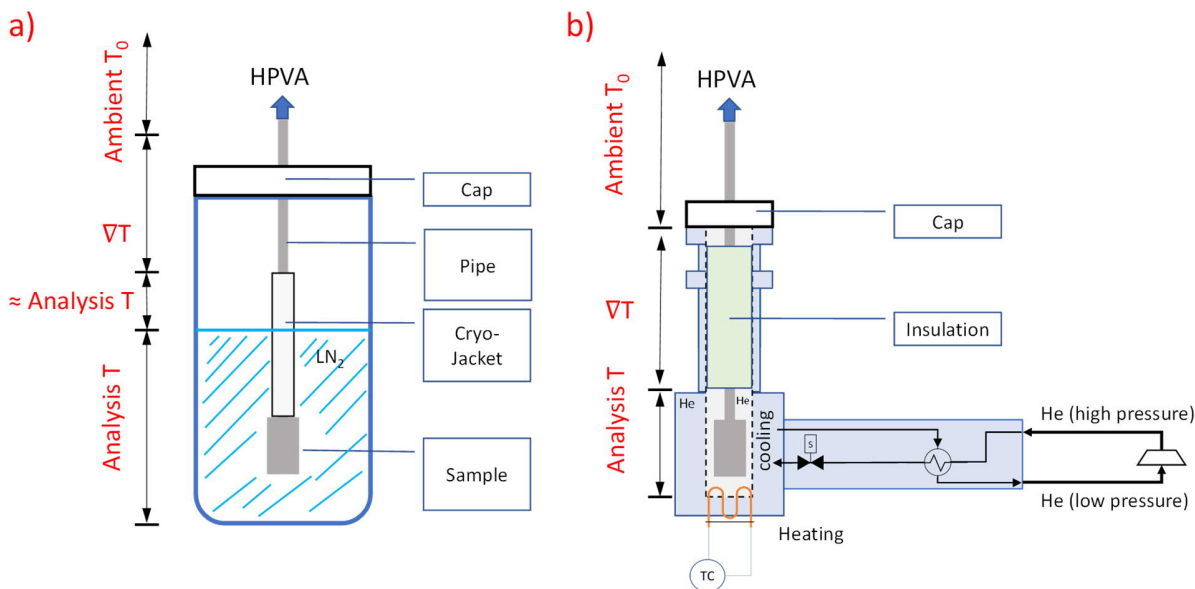 a)
Ambient T0
HPVA
∇T
≈ Analysis T
Analysis T
Cap
Pipe
Cryo-
Jacket
LN2
Sample
b)
Ambient T0
HPVA
∇T
Analysis T
Cap
Insulation
He
He
cooling
S
He (high pressure)
He (low pressure)
Heating
TC